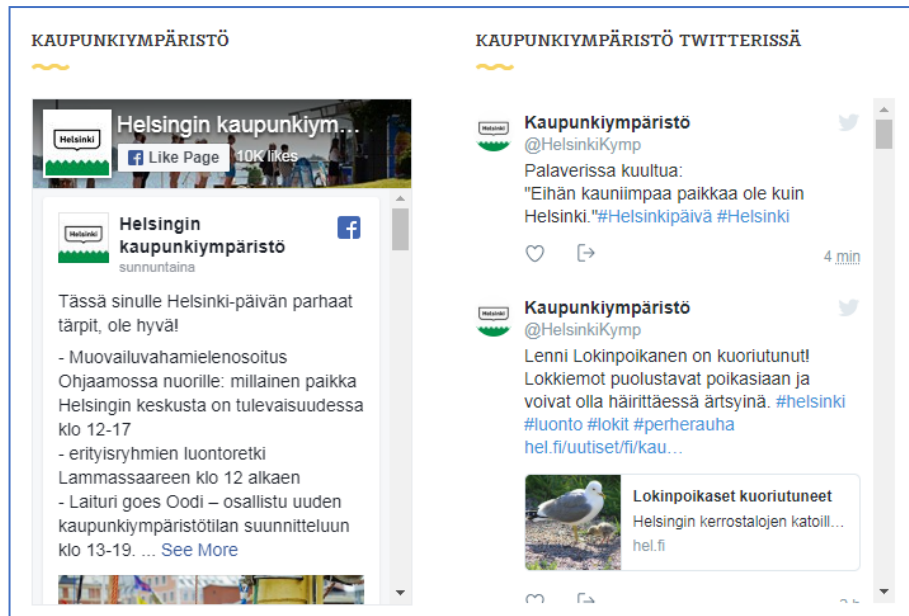 KAUPUNKIYMPÄRISTÖ
Helsinki
Helsingin kaupunkiym...
Like Page
10K likes
Helsinki
Helsingin
kaupunkiympäristö
sunnuntaina
Tässä sinulle Helsinki-päivän parhaat
tärpit, ole hyvä!
- Muovailuvahamielenosoitus
Ohjaamossa nuorille: millainen paikka
Helsingin keskusta on tulevaisuudessa
klo 12-17
- erityisryhmien luontoretki
Lammassaareen klo 12 alkaen
- Laituri goes Oodi – osallistu uuden
kaupunkiympäristötilan suunnitteluun
klo 13-19. ... See More
KAUPUNKIYMPÄRISTÖ TWITTERISSÄ
Helsinki
Kaupunkiympäristö
@HelsinkiKymp
Palaverissa kuultua:
"Eihän kauniimpaa paikkaa ole kuin
Helsinki."#Helsinkipäivä #Helsinki
4 min
Helsinki
Kaupunkiympäristö
@HelsinkiKymp
Lenni Lokinpoikanen on kuoriutunut!
Lokkiemot puolustavat poikasiaan ja
voivat olla häirittäessä ärtsyinä. #helsinki
#luonto #lokit #perherauha
hel.fi/uutiset/fi/kau…
Lokinpoikaset kuoriutuneet
Helsingin kerrostalojen katoill...
hel.fi